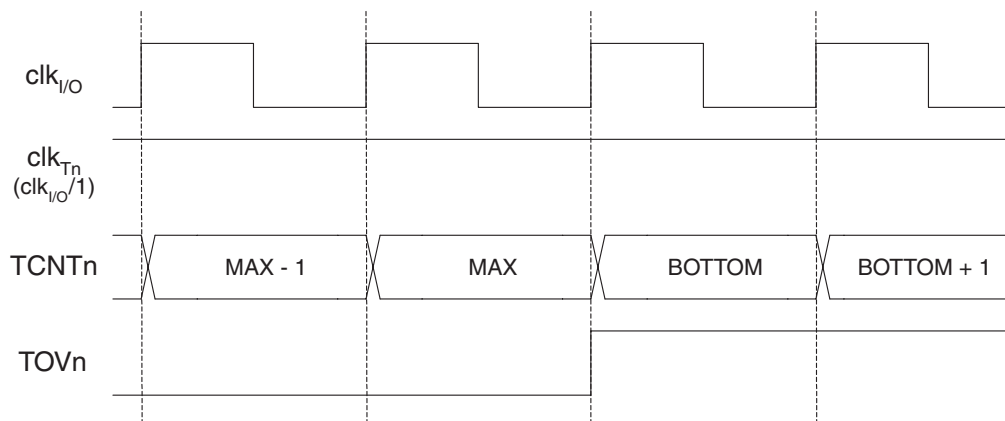 clkI/O
clkTn
(clkI/O/1)
TCNTn MAX - 1 MAX BOTTOM BOTTOM + 1
TOVn